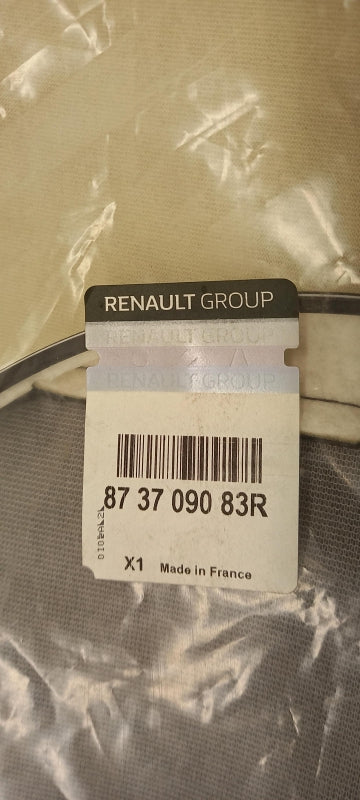 RENAULT GROUP
RENAULT GROUP
RENAULT GROUP
87 37 090 83R
X1 Made in France